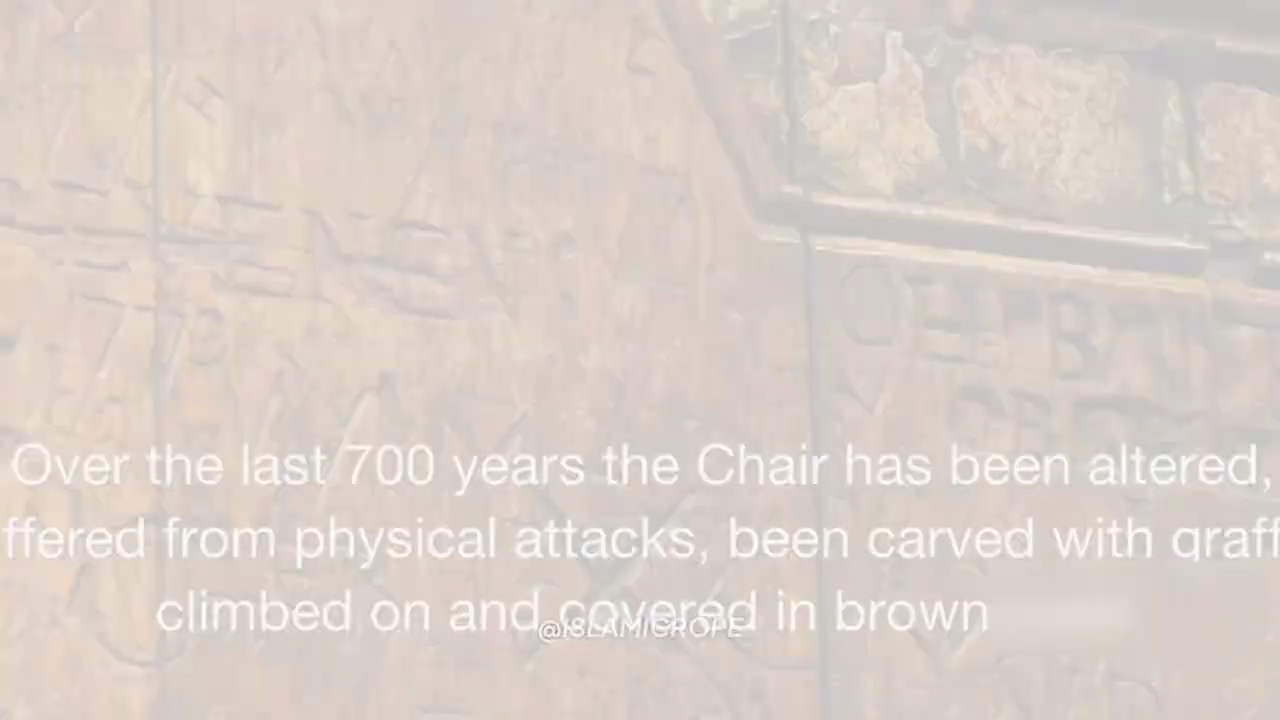 Over the last 700 years the Chair has been altered,
ffered from physical attacks, been carved with graff
climbed on and covered in brown
@ISLAMICROPE